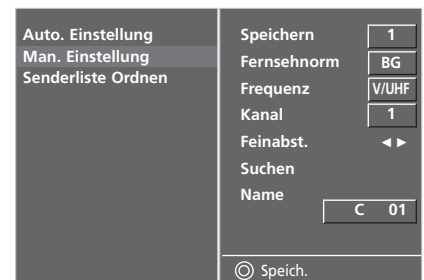 Auto. Einstellung
Man. Einstellung
Senderliste Ordnen
Speichern 1
Fernsehnorm BG
Frequenz V/UHF
Kanal 1
Feinabst. ◄ ►
Suchen
Name
C 01
Speich.